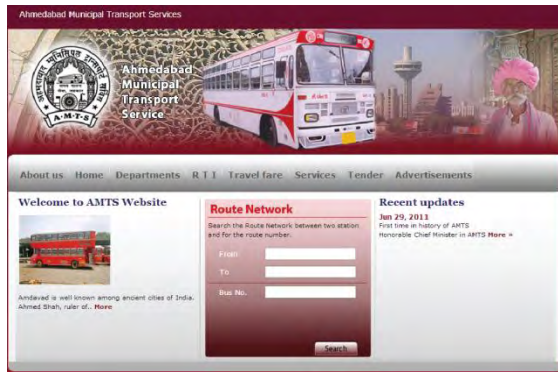 Ahmedabad Municipal Transport Services
Ahmedabad
Municipal
Transport
Service
A·M·T·S
About us Home Departments R T I Travel fare Services Tender Advertisements
Welcome to AMTS Website
Amdavad is well known among ancient cities of India.
Ahmed Shah, ruler of.. More
Route Network
Search the Route Network between two station
and for the route number.
From
To
Bus No.
Search
Recent updates
Jun 29, 2011
First time in history of AMTS
Honorable Chief Minister in AMTS More »